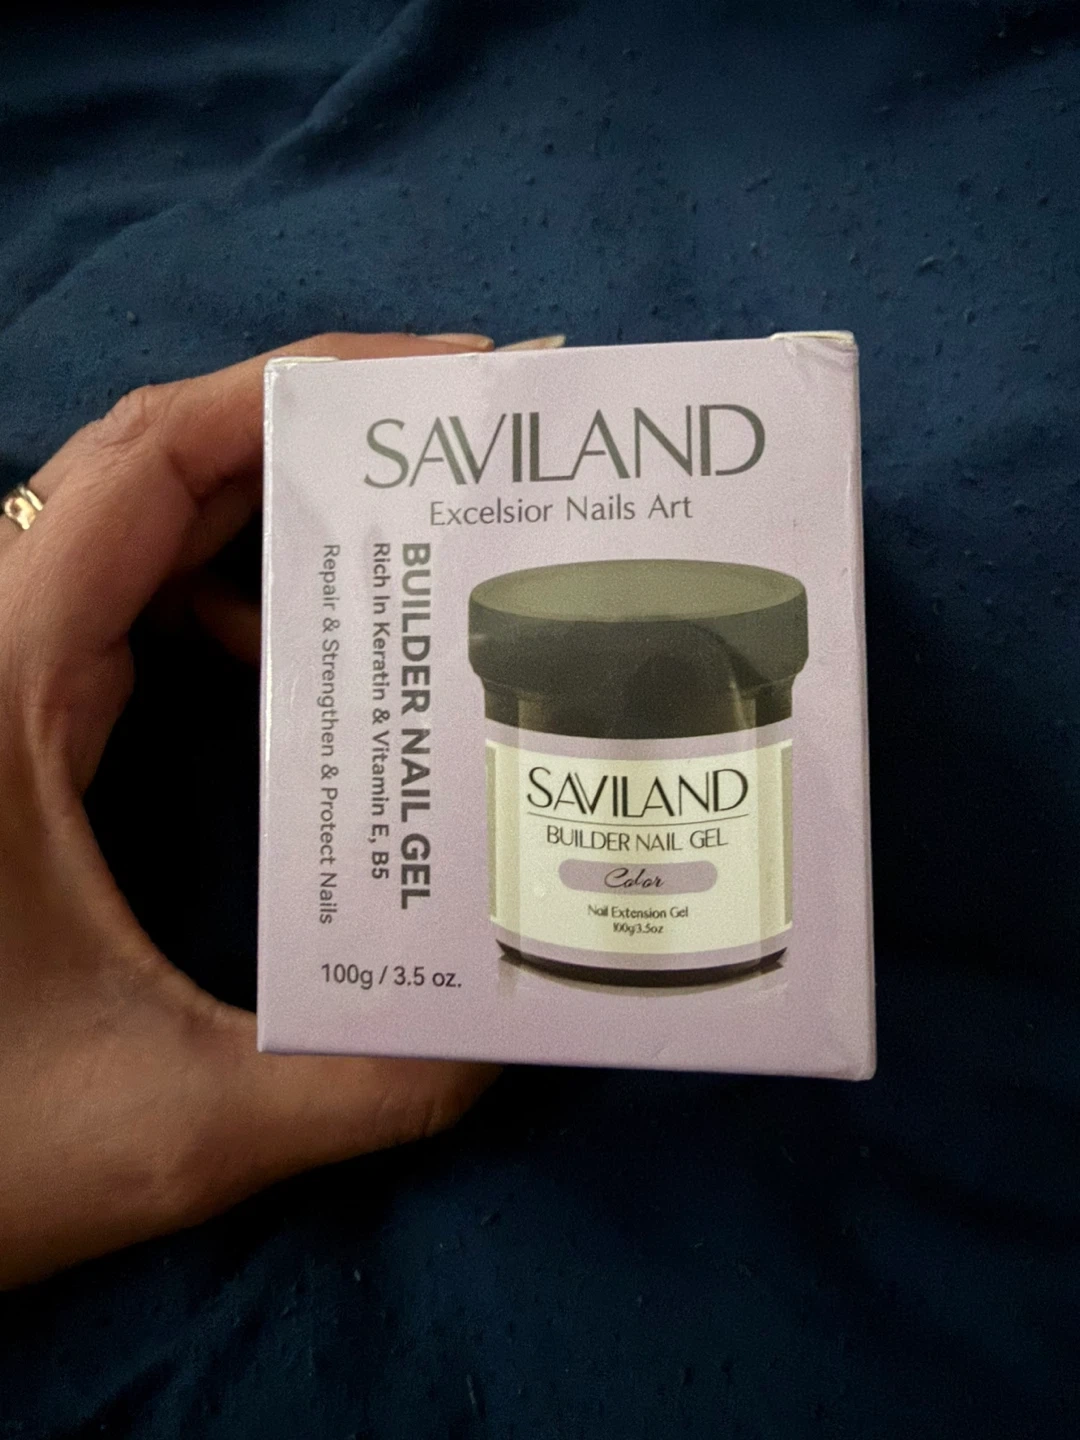 SAVILAND
Excelsior Nails Art
BUILDER NAIL GEL
Rich In Keratin & Vitamin E, B5
Repair & Strengthen & Protect Nails
100g / 3.5 oz.
SAVILAND
BUILDER NAIL GEL
Color
Nail Extension Gel
100g/3.5oz